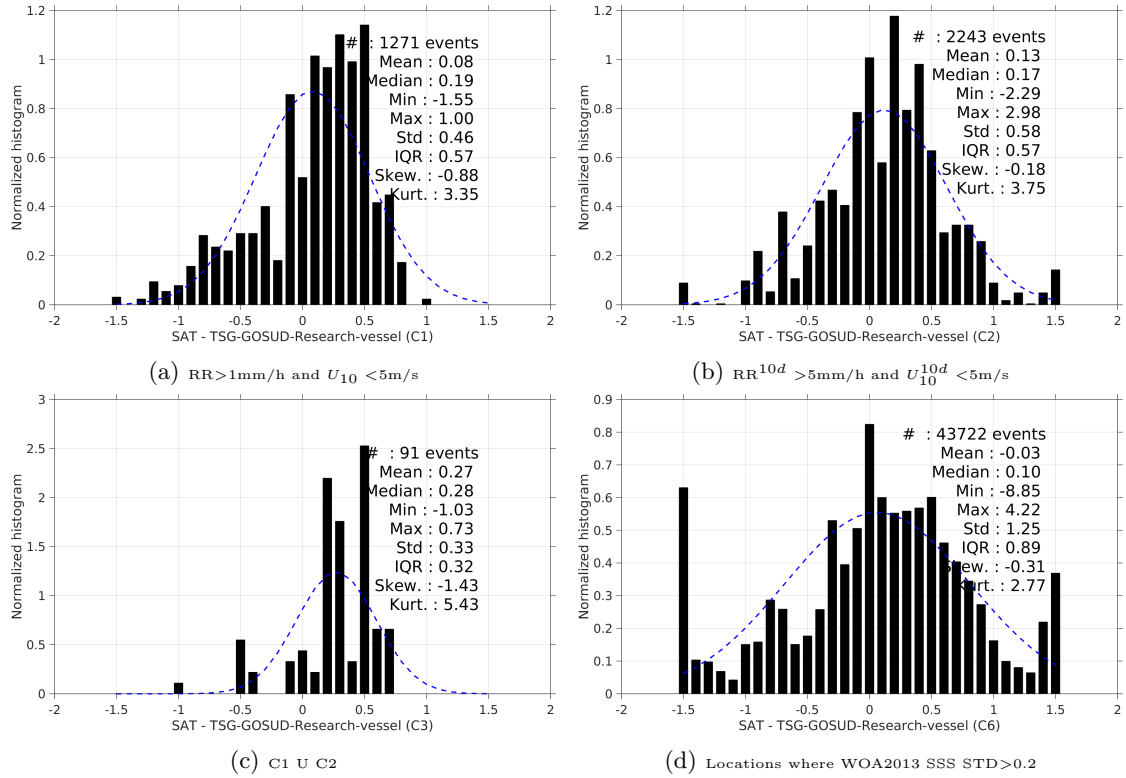 1.2
1
0.8
0.6
0.4
0.2
0
Normalized histogram
# : 1271 events
Mean : 0.08
Median : 0.19
Min : -1.55
Max : 1.00
Std : 0.46
IQR : 0.57
Skew. : -0.88
Kurt. : 3.35
-2 -1.5 -1 -0.5 0 0.5 1 1.5 2
SAT - TSG-GOSUD-Research-vessel (C1)
(a) RR>1mm/h and U10 <5m/s
1.2
1
0.8
0.6
0.4
0.2
0
Normalized histogram
# : 2243 events
Mean : 0.13
Median : 0.17
Min : -2.29
Max : 2.98
Std : 0.58
IQR : 0.57
Skew. : -0.18
Kurt. : 3.75
-2 -1.5 -1 -0.5 0 0.5 1 1.5 2
SAT - TSG-GOSUD-Research-vessel (C2)
(b) RR10d >5mm/h and U10d10 <5m/s
3
2.5
2
1.5
1
0.5
0
Normalized histogram
# : 91 events
Mean : 0.27
Median : 0.28
Min : -1.03
Max : 0.73
Std : 0.33
IQR : 0.32
Skew. : -1.43
Kurt. : 5.43
-2 -1.5 -1 -0.5 0 0.5 1 1.5 2
SAT - TSG-GOSUD-Research-vessel (C3)
(c) C1 U C2
0.9
0.8
0.7
0.6
0.5
0.4
0.3
0.2
0.1
0
Normalized histogram
# : 43722 events
Mean : -0.03
Median : 0.10
Min : -8.85
Max : 4.22
Std : 1.25
IQR : 0.89
Skew. : -0.31
Kurt. : 2.77
-2 -1.5 -1 -0.5 0 0.5 1 1.5 2
SAT - TSG-GOSUD-Research-vessel (C6)
(d) Locations where WOA2013 SSS STD>0.2